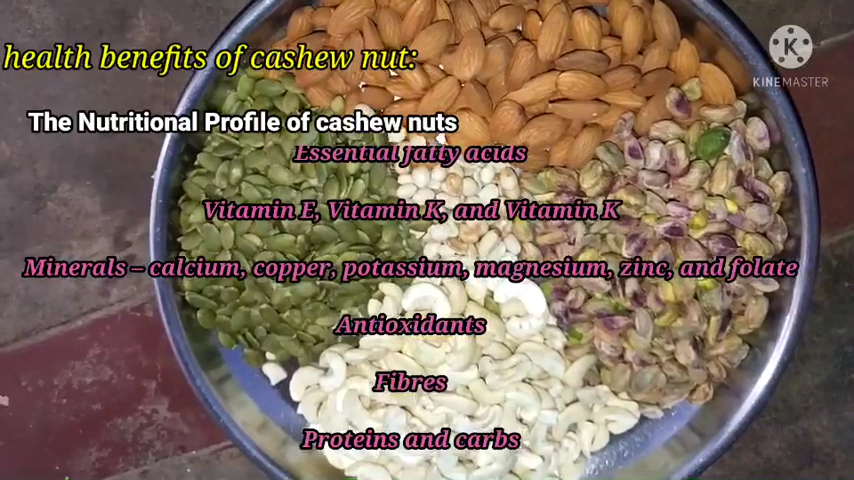 health benefits of cashew nut:
K
KINEMASTER
The Nutritional Profile of cashew nuts
Essential fatty acids
Vitamin E, Vitamin K, and Vitamin K
Minerals – calcium, copper, potassium, magnesium, zinc, and folate
Antioxidants
Fibres
Proteins and carbs